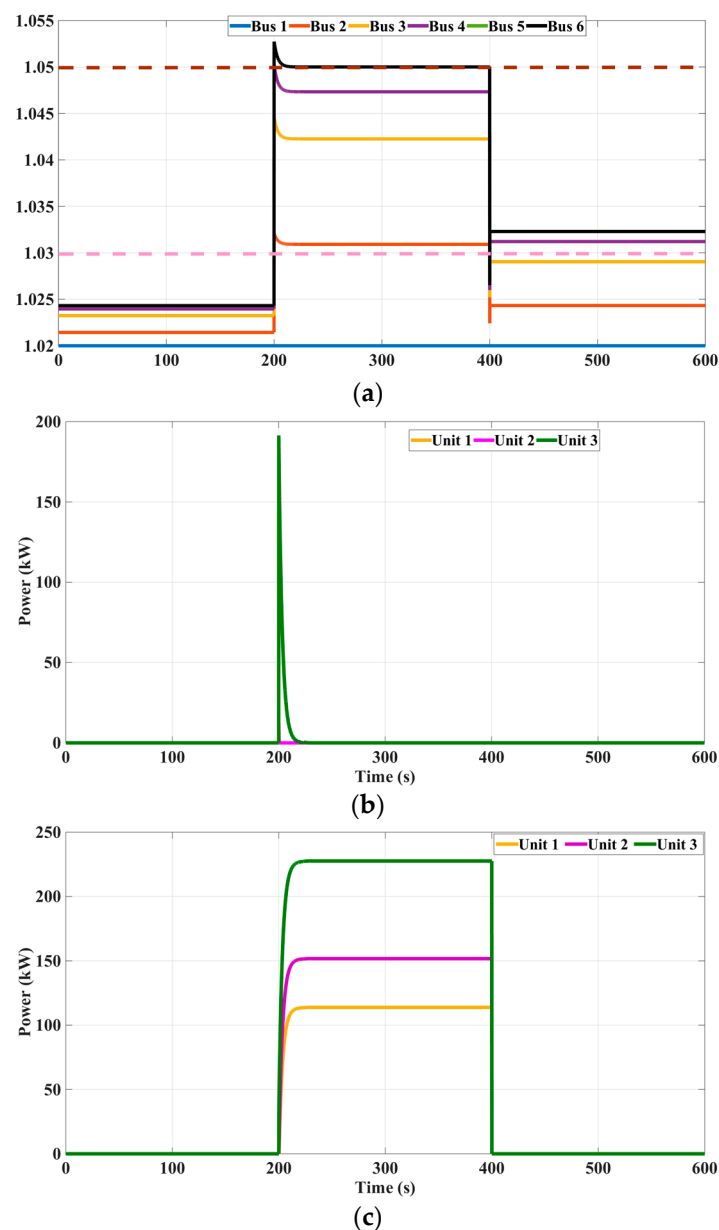 1.055
Bus 1 Bus 2 Bus 3 Bus 4 Bus 5 Bus 6
1.05
1.045
1.04
1.035
1.03
1.025
1.02
0 100 200 300 400 500 600
(a)
200
Unit 1 Unit 2 Unit 3
150
Power (kW)
100
50
0
0 100 200 300 400 500 600
Time (s)
(b)
250
Unit 1 Unit 2 Unit 3
200
150
Power (kW)
100
50
0
0 100 200 300 400 500 600
Time (s)
(c)